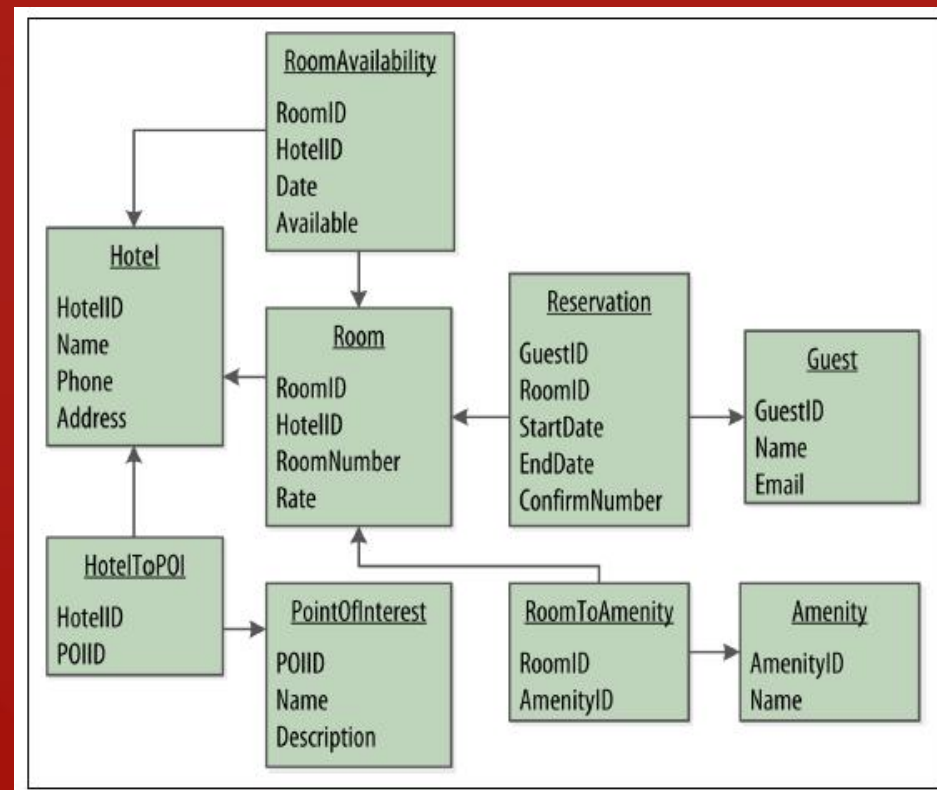 RoomAvailability
RoomID
HotelID
Date
Available
Hotel
HotelID
Name
Phone
Address
Room
RoomID
HotelID
RoomNumber
Rate
Reservation
GuestID
RoomID
StartDate
EndDate
ConfirmNumber
Guest
GuestID
Name
Email
HotelToPOI
HotelID
POIID
PointOfInterest
POIID
Name
Description
RoomToAmenity
RoomID
AmenityID
Amenity
AmenityID
Name